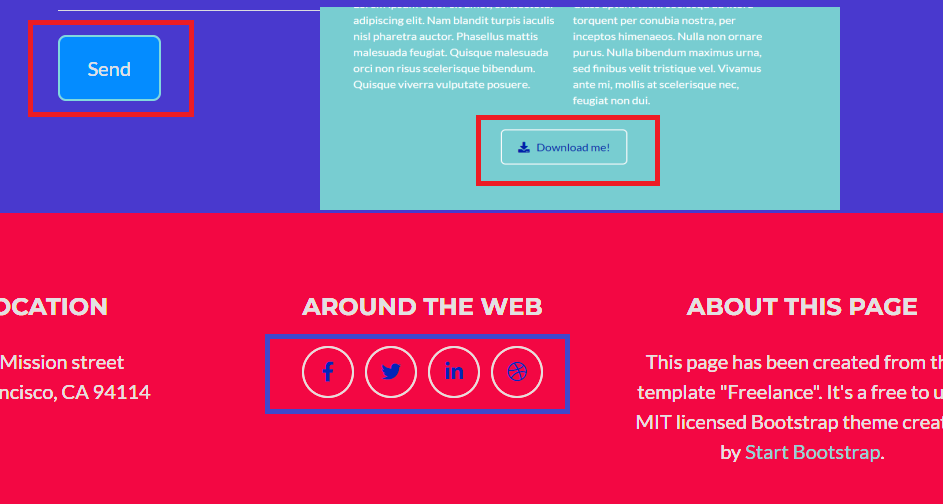 adipiscing elit. Nam blandit turpis iaculis
nisl pharetra auctor. Phasellus mattis
malesuada feugiat. Quisque malesuada
orci non risus scelerisque bibendum.
Quisque viverra vulputate posuere.
torquent per conubia nostra, per
inceptos himenaeos. Nulla non ornare
purus. Nulla bibendum maximus urna,
sed finibus velit tristique vel. Vivamus
ante mi, mollis at scelerisque nec,
feugiat non dui.
Send
Download me!
OCATION
Mission street
ncisco, CA 94114
AROUND THE WEB
ABOUT THIS PAGE
This page has been created from th
template "Freelance". It's a free to u
MIT licensed Bootstrap theme creat
by Start Bootstrap.